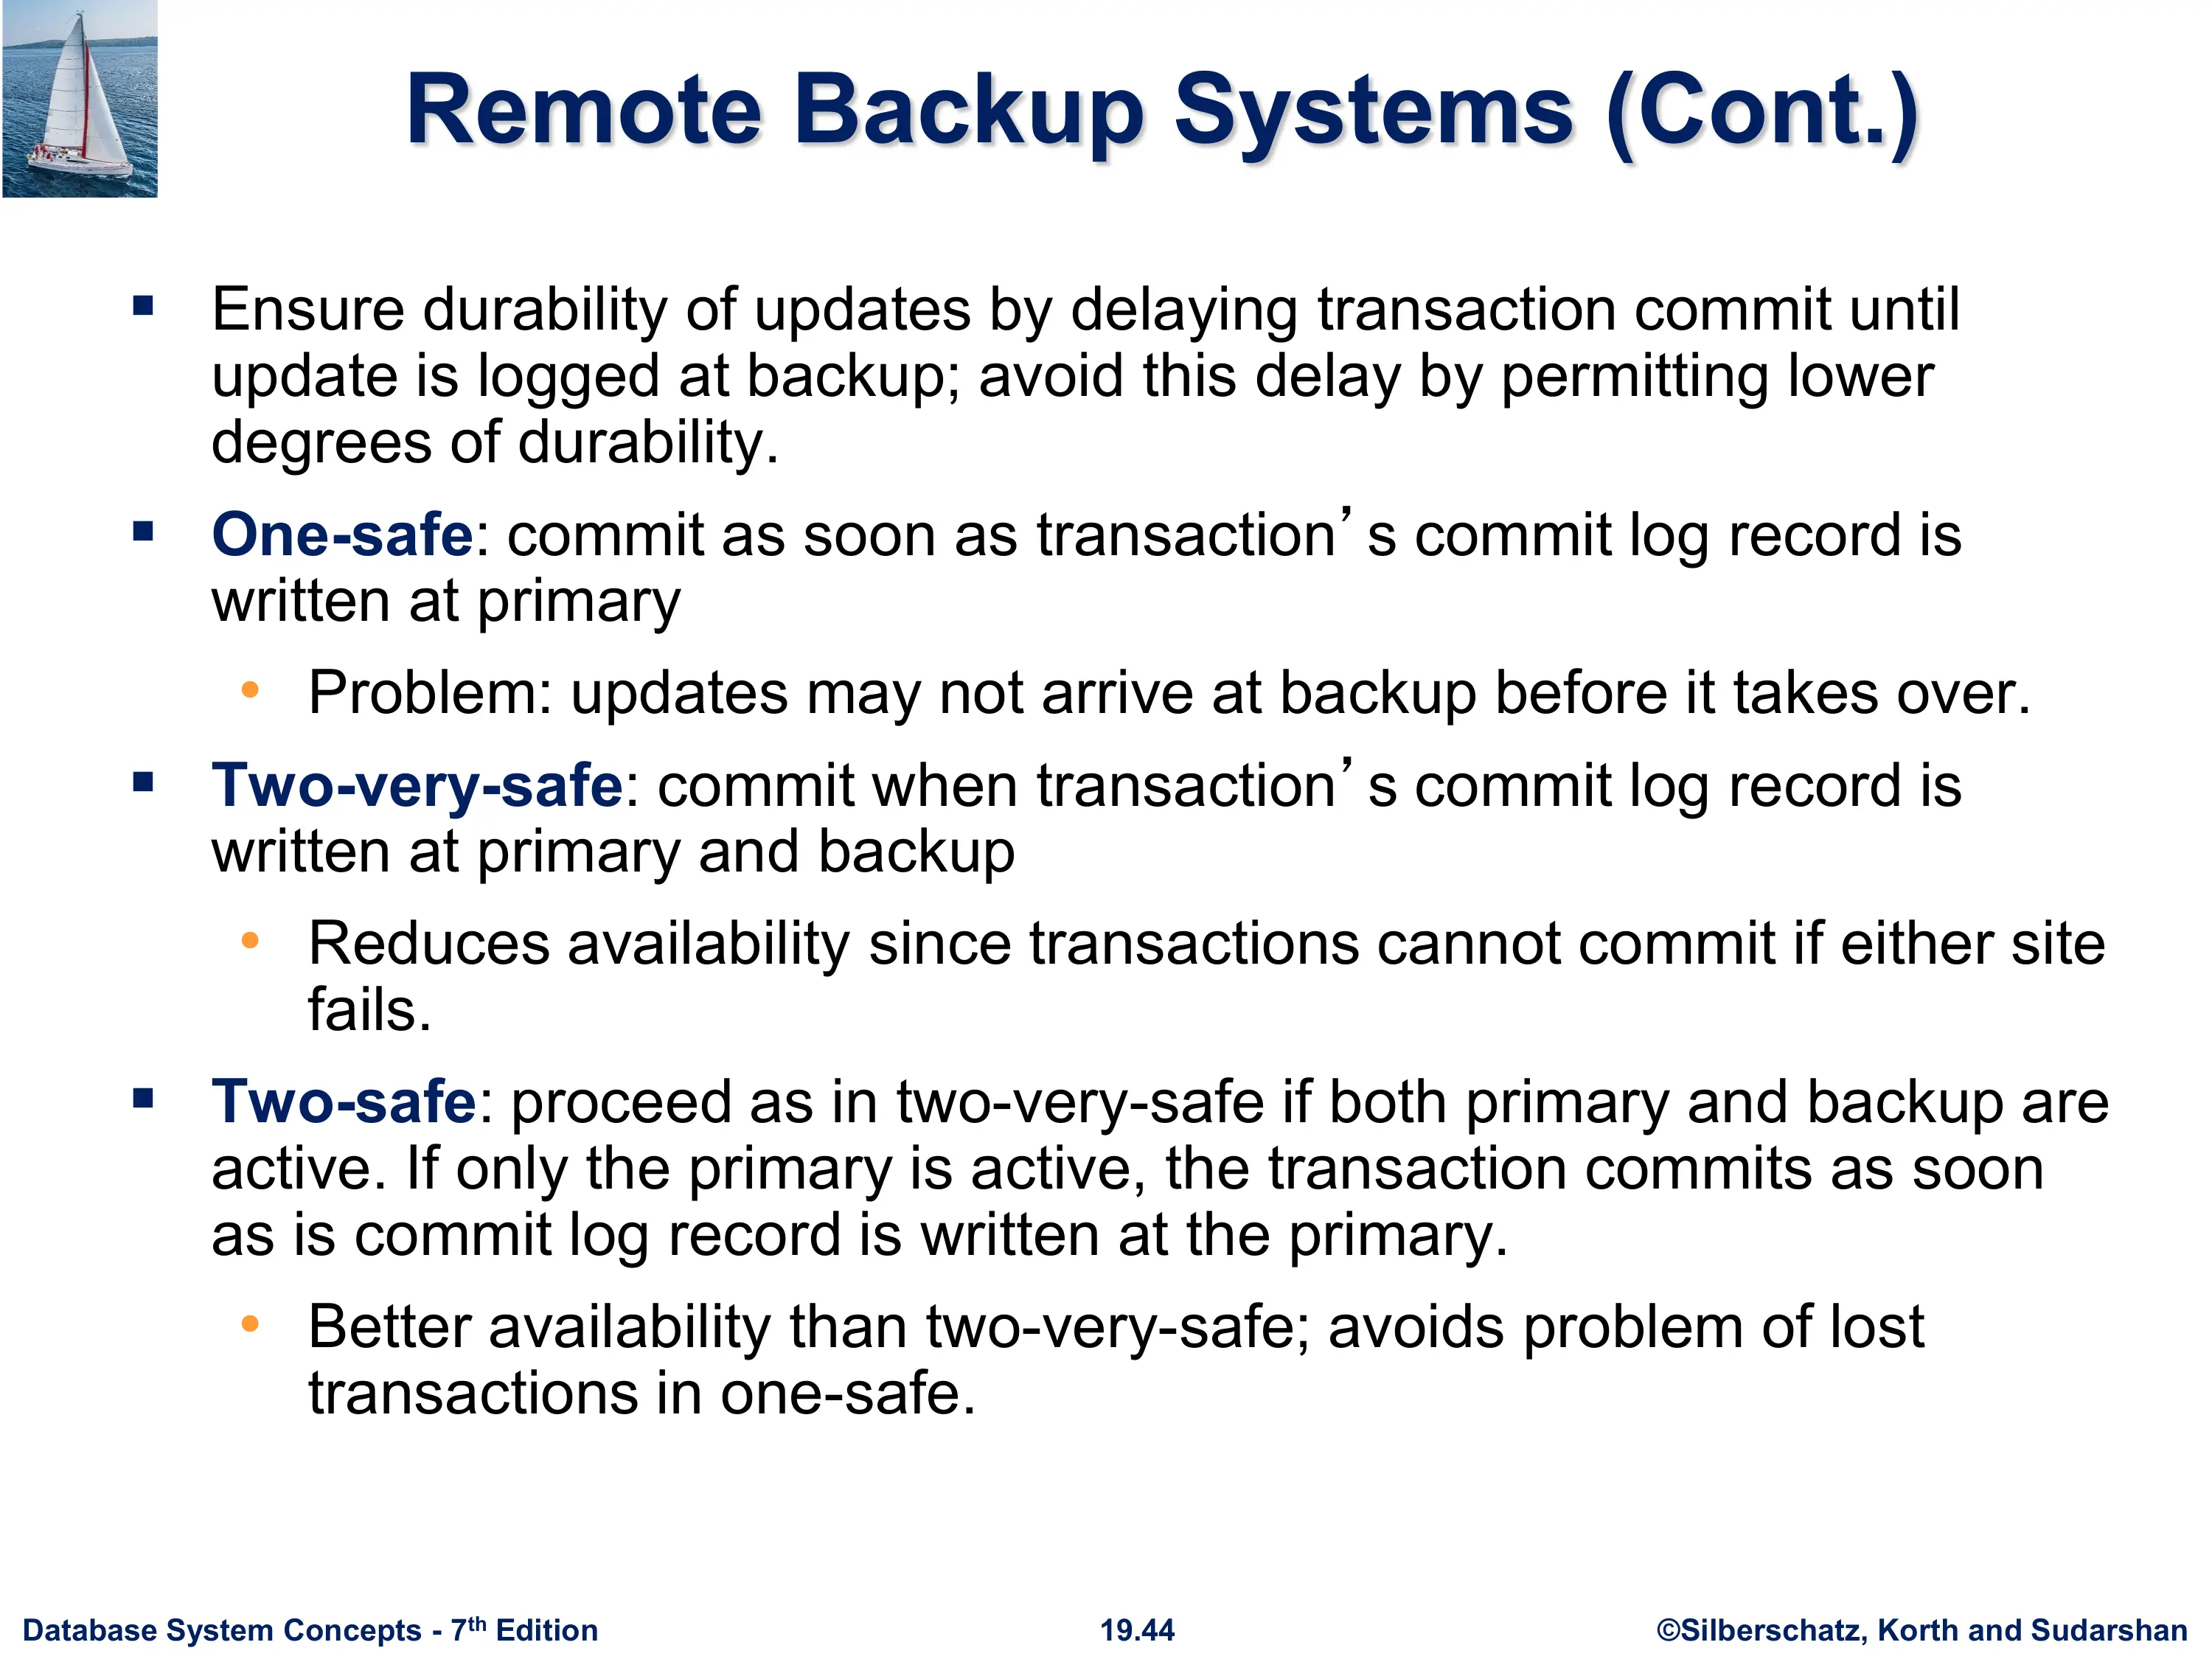 Remote Backup Systems (Cont.)
▪ Ensure durability of updates by delaying transaction commit until
update is logged at backup; avoid this delay by permitting lower
degrees of durability.
▪ One-safe: commit as soon as transaction’s commit log record is
written at primary
• Problem: updates may not arrive at backup before it takes over.
▪ Two-very-safe: commit when transaction’s commit log record is
written at primary and backup
• Reduces availability since transactions cannot commit if either site
fails.
▪ Two-safe: proceed as in two-very-safe if both primary and backup are
active. If only the primary is active, the transaction commits as soon
as is commit log record is written at the primary.
• Better availability than two-very-safe; avoids problem of lost
transactions in one-safe.
Database System Concepts - 7th Edition 19.44 ©Silberschatz, Korth and Sudarshan